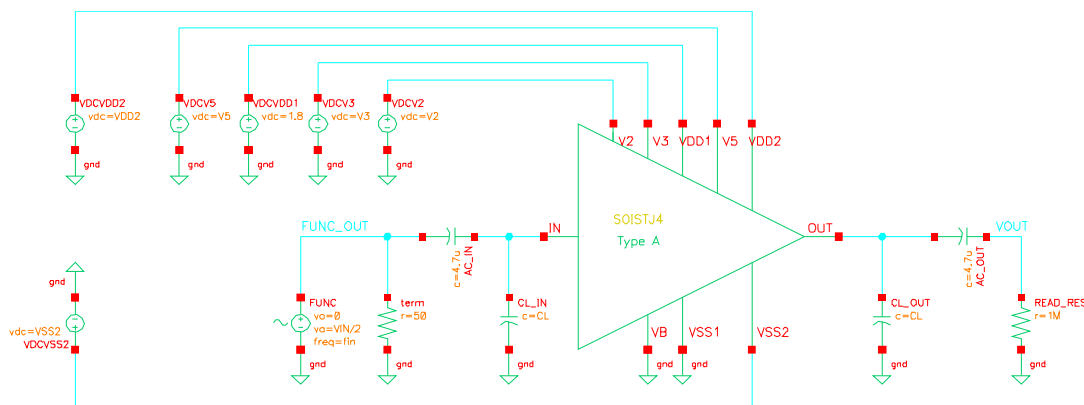 VDCVDD2
vdc=VDD2
gnd
VDCV5
vdc=V5
gnd
VDCVDD1
vdc=1.8
gnd
VDCV3
vdc=V3
gnd
VDCV2
vdc=V2
gnd
V2
V3
VDD1
V5
VDD2
SOISTJ4
Type A
IN
OUT
VB
VSS1
VSS2
gnd
gnd
FUNC_OUT
FUNC
vo=0
va=VIN/2
freq=fin
gnd
term
r=50
gnd
c=4.7u
AC_IN
CL_IN
c=CL
gnd
CL_OUT
c=CL
gnd
c=4.7u
AC_OUT
VOUT
READ_RES
r=1M
gnd
gnd
vdc=VSS2
VDCVSS2